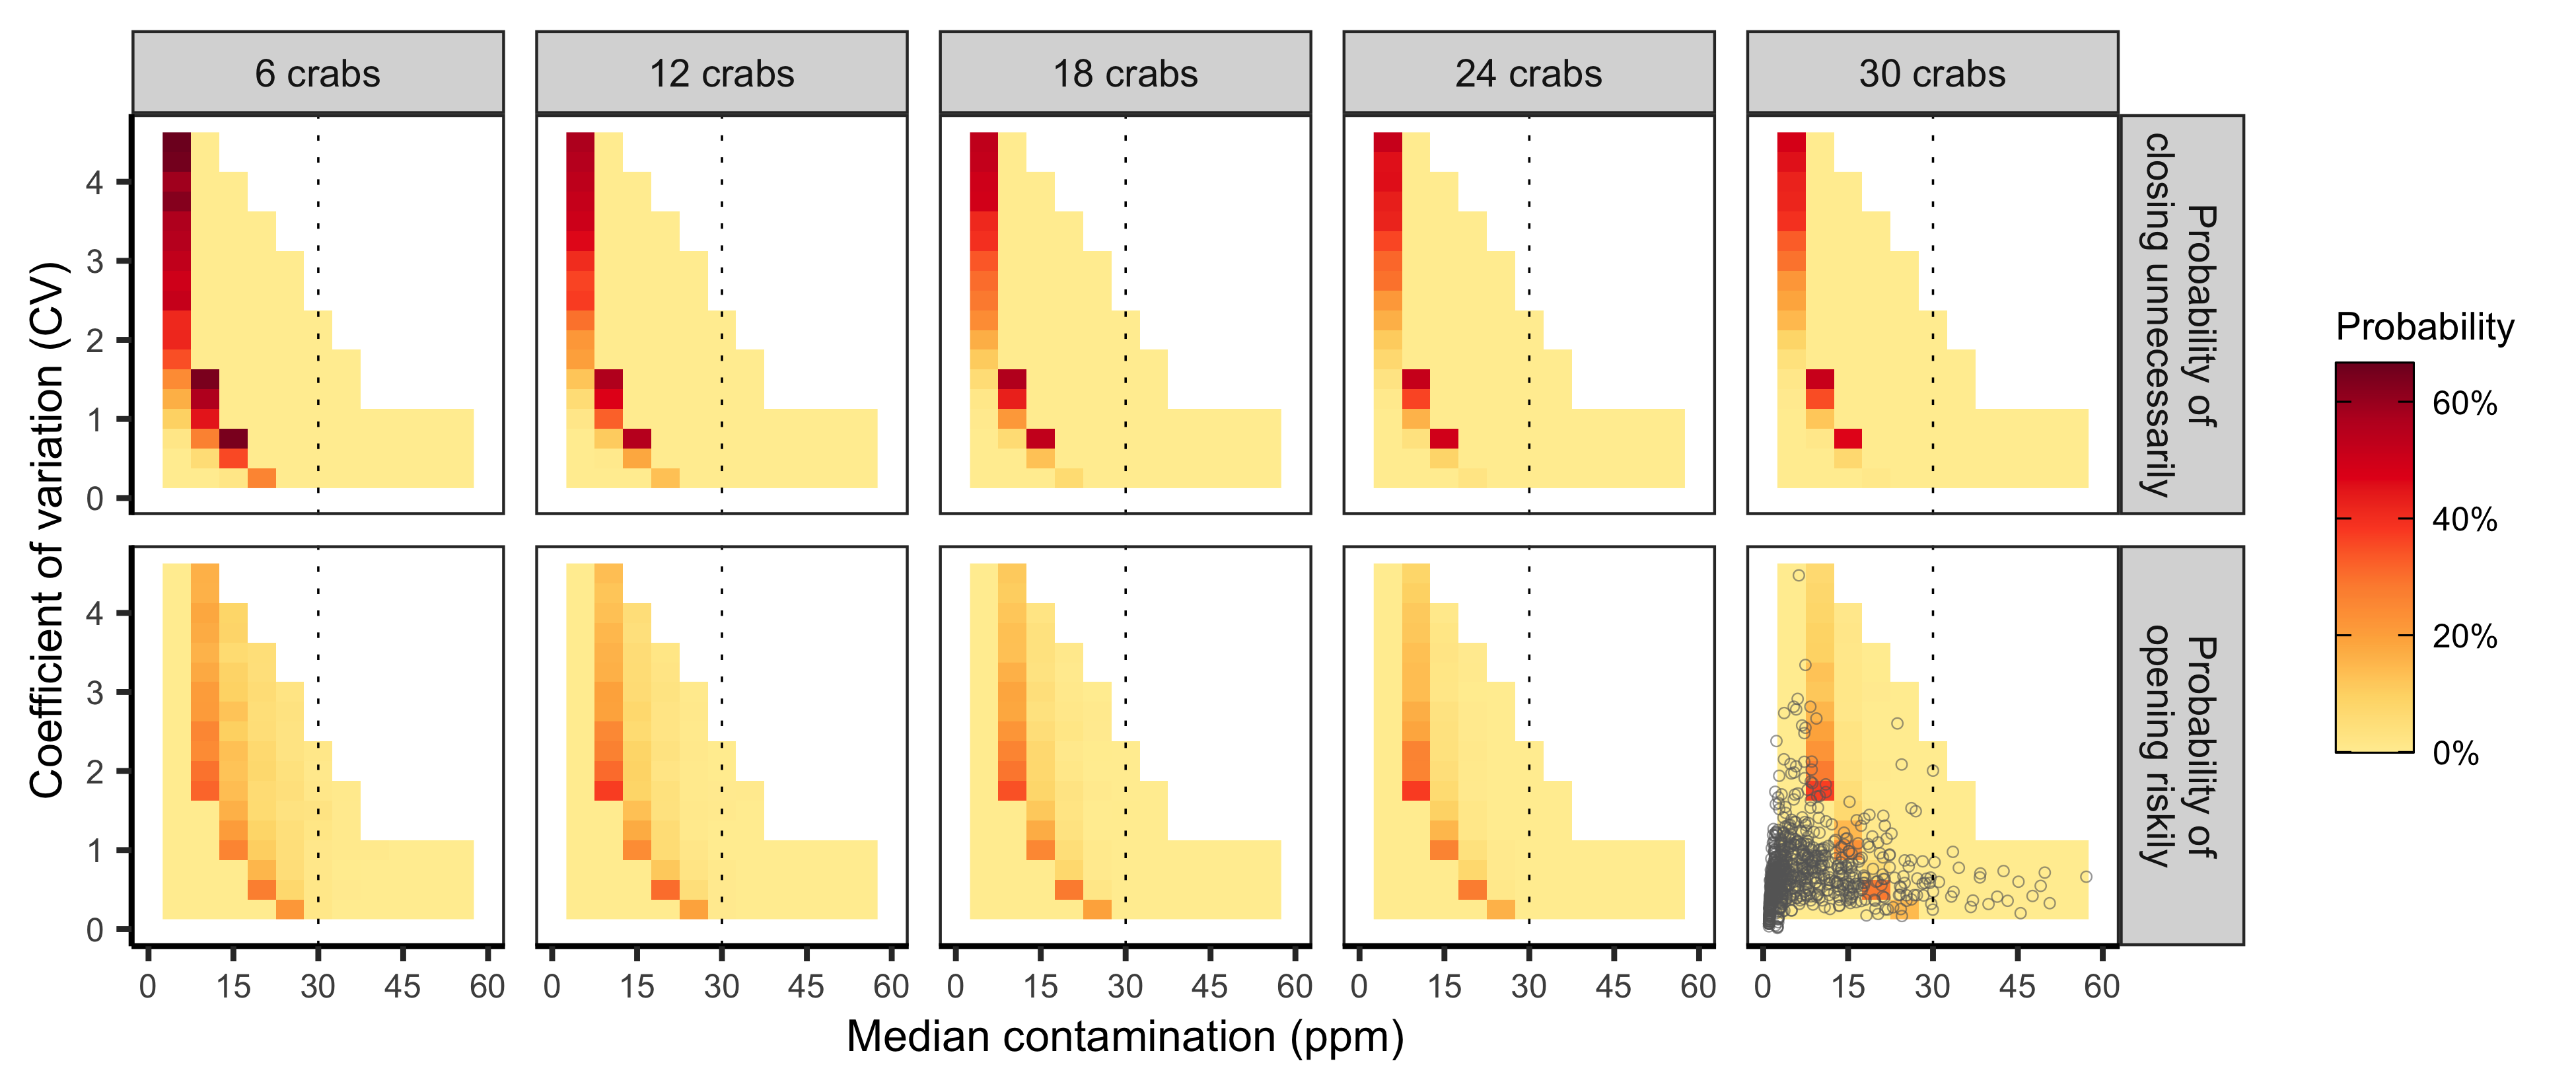 6 crabs
12 crabs
18 crabs
24 crabs
30 crabs
Coefficient of variation (CV)
4
3
2
1
0
Probability of
closing unnecessarily
4
3
2
1
0
Probability of
opening riskily
0 15 30 45 60
0 15 30 45 60
0 15 30 45 60
0 15 30 45 60
0 15 30 45 60
Median contamination (ppm)
Probability
60%
40%
20%
0%